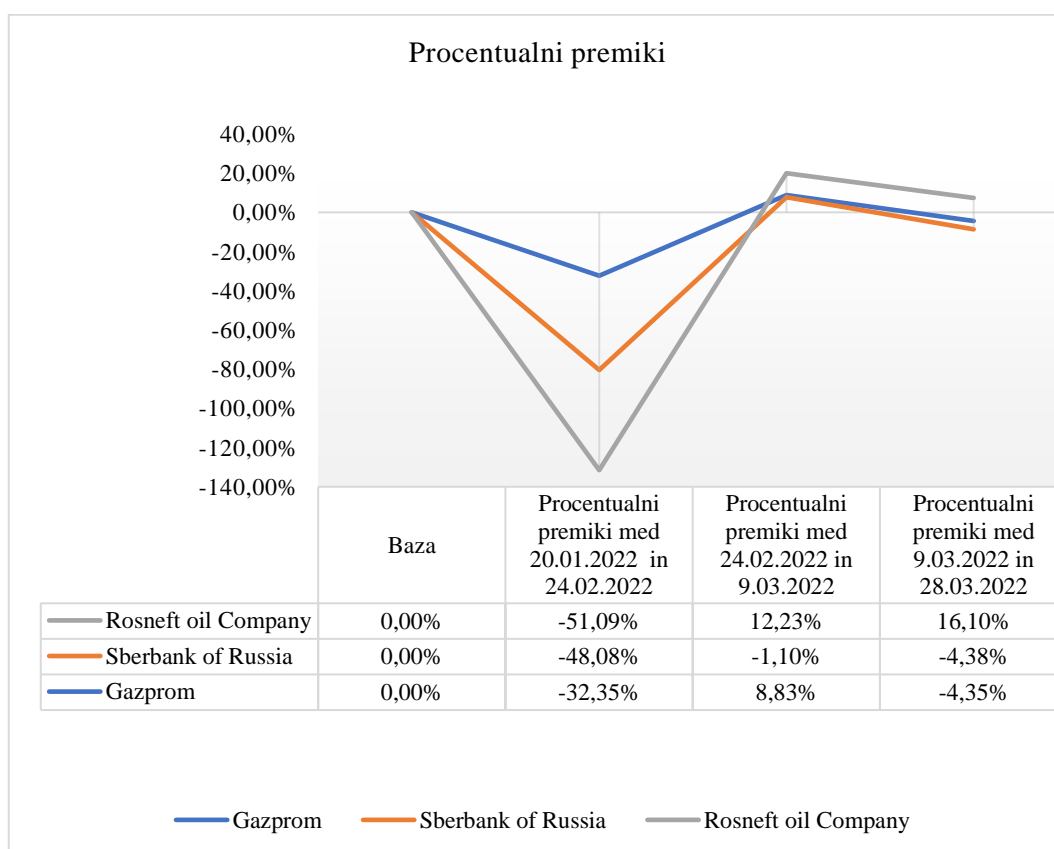 Procentualni premiki
40,00%
20,00%
0,00%
-20,00%
-40,00%
-60,00%
-80,00%
-100,00%
-120,00%
-140,00%
Baza
Procentualni
premiki med
20.01.2022 in
24.02.2022
Procentualni
premiki med
24.02.2022 in
9.03.2022
Procentualni
premiki med
9.03.2022 in
28.03.2022
Rosneft oil Company 0,00% -51,09% 12,23% 16,10%
Sberbank of Russia 0,00% -48,08% -1,10% -4,38%
Gazprom 0,00% -32,35% 8,83% -4,35%
Gazprom Sberbank of Russia Rosneft oil Company